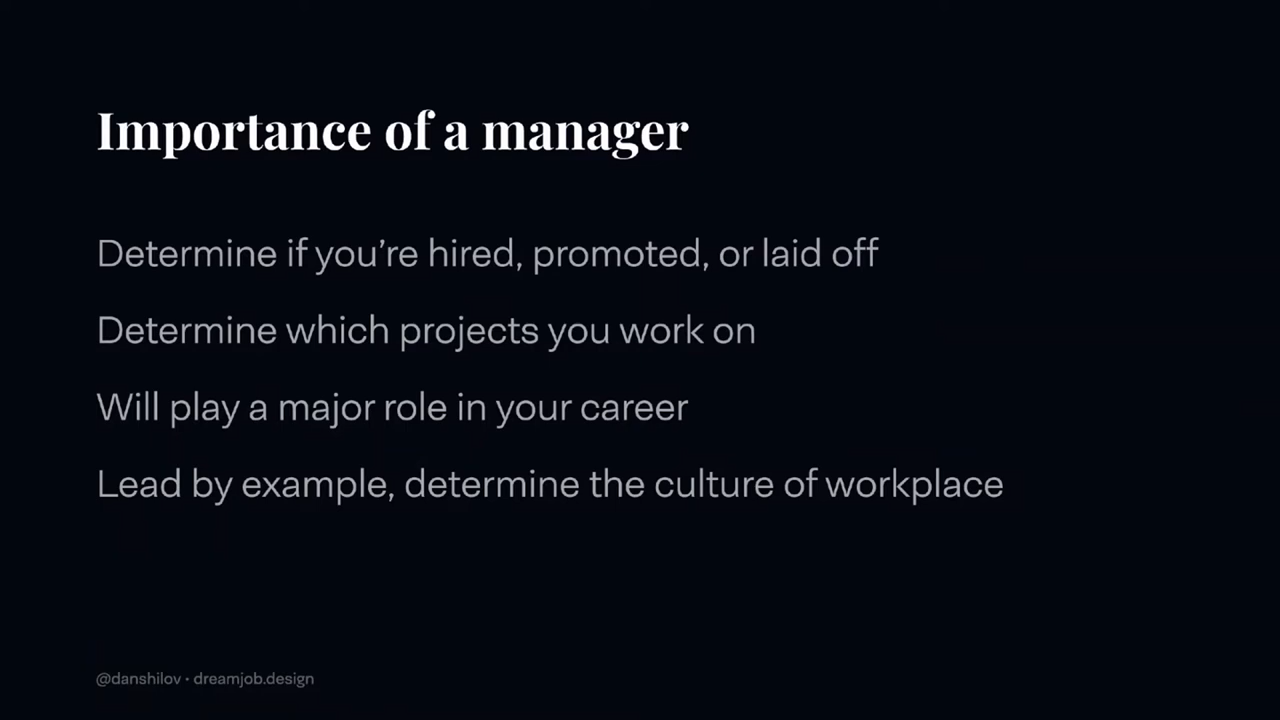 Importance of a manager
Determine if you’re hired, promoted, or laid off
Determine which projects you work on
Will play a major role in your career
Lead by example, determine the culture of workplace
@danshilov • dreamjob.design